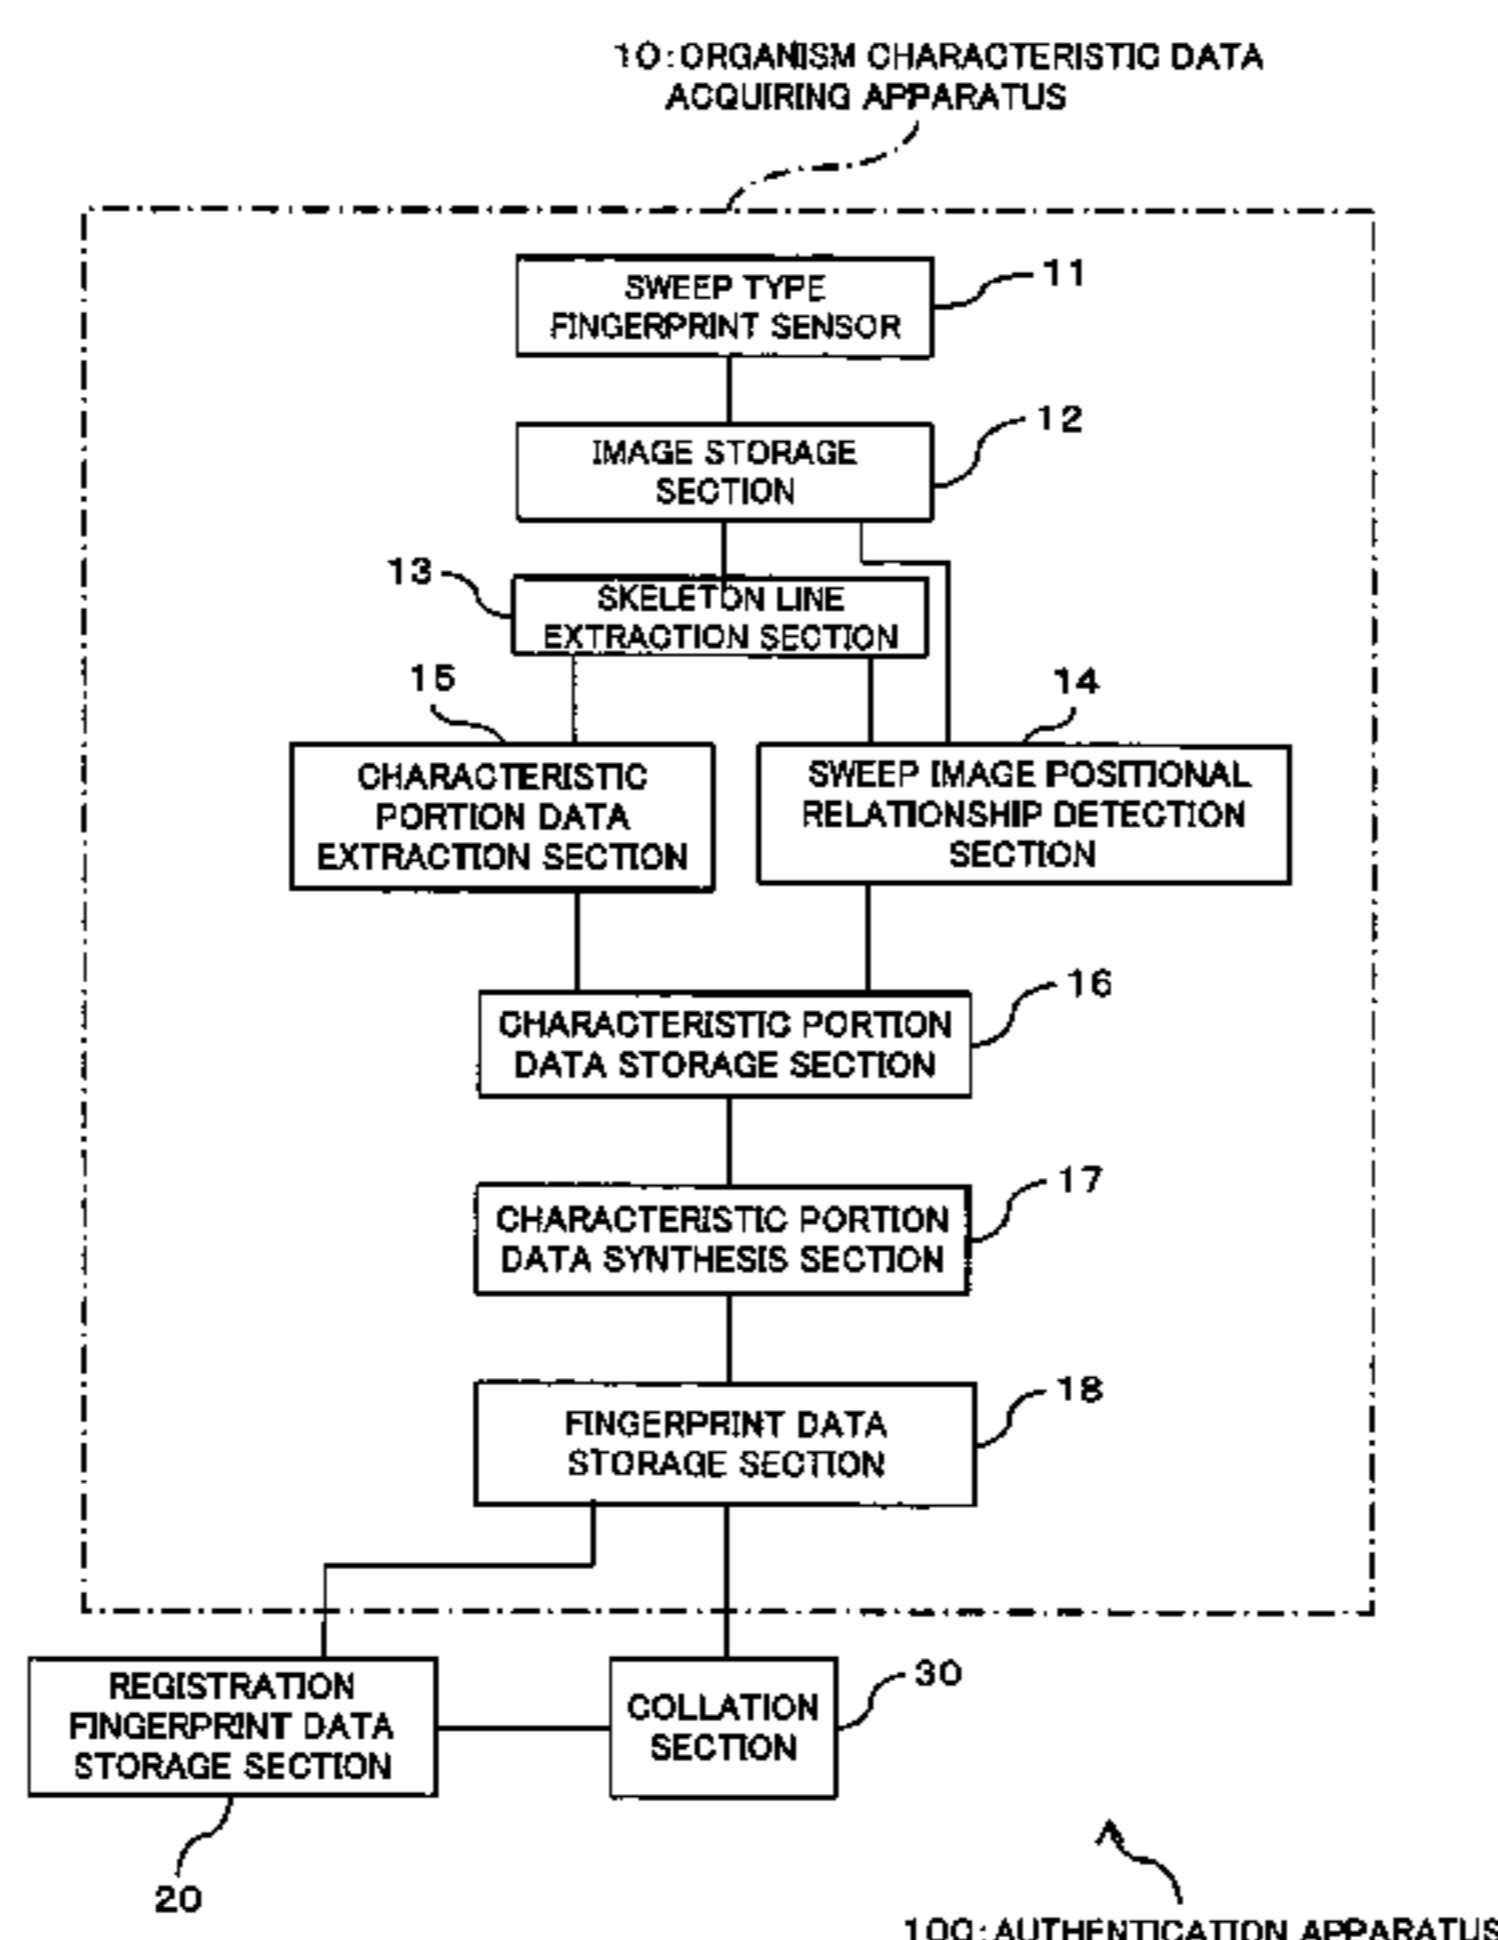 10:ORGANISM CHARACTERISTIC DATA
ACQUIRING APPARATUS
11
SWEEP TYPE
FINGERPRINT SENSOR
12
IMAGE STORAGE
SECTION
13
SKELETON LINE
EXTRACTION SECTION
15
14
CHARACTERISTIC
PORTION DATA
EXTRACTION SECTION
SWEEP IMAGE POSITIONAL
RELATIONSHIP DETECTION
SECTION
16
CHARACTERISTIC PORTION
DATA STORAGE SECTION
17
CHARACTERISTIC PORTION
DATA SYNTHESIS SECTION
18
FINGERPRINT DATA
STORAGE SECTION
REGISTRATION
FINGERPRINT DATA
STORAGE SECTION
30
COLLATION
SECTION
20
100:AUTHENTICATION APPARATUS